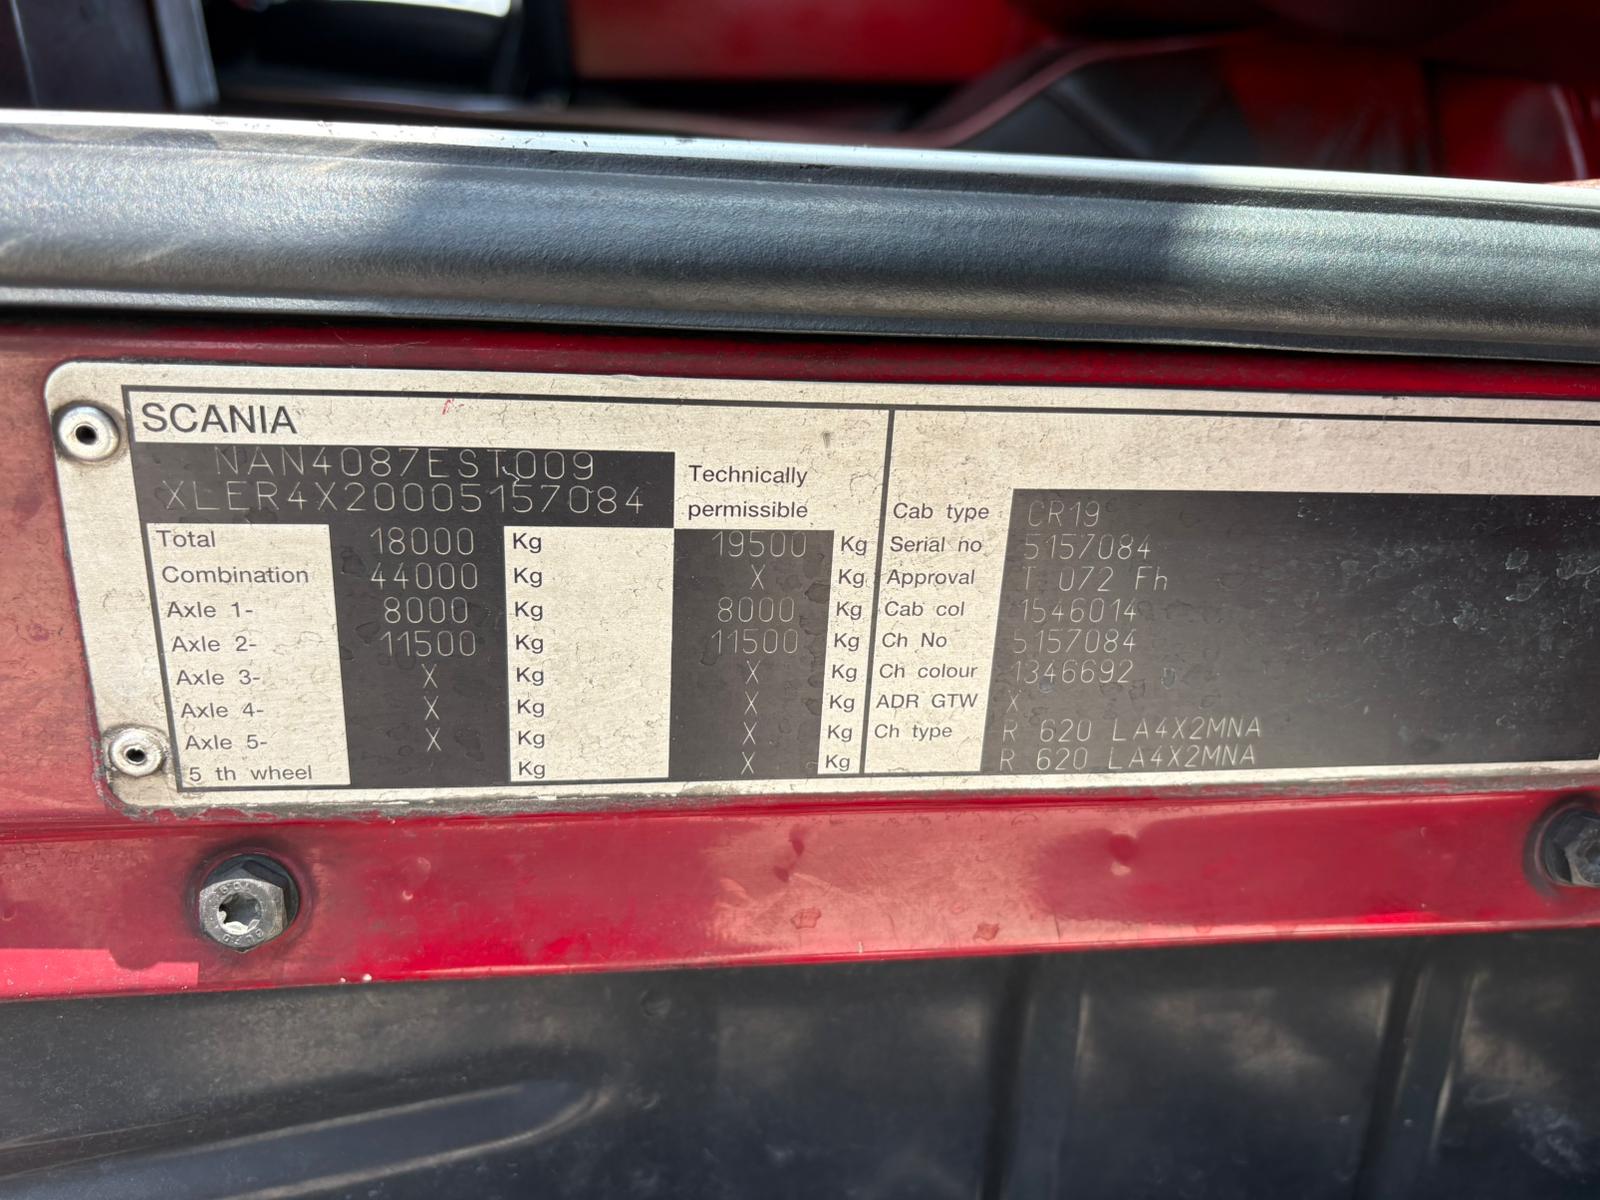 SCANIA
NAN4087EST009
XLER4X20005157084
Technically
permissible
Total 18000 Kg 19500 Kg
Combination 44000 Kg X Kg
Axle 1- 8000 Kg 8000 Kg
Axle 2- 11500 Kg 11500 Kg
Axle 3- X Kg X Kg
Axle 4- X Kg X Kg
Axle 5- X Kg X Kg
5 th wheel Kg X Kg
Cab type CR19
Serial no 5157084
Approval T 072 Fh
Cab col 1546014
Ch No 5157084
Ch colour 1346692
ADR GTW X
Ch type R 620 LA4X2MNA
R 620 LA4X2MNA